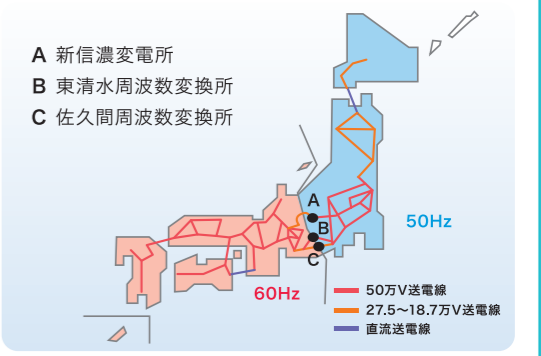 A 新信濃変電所
B 東清水周波数変換所
C 佐久間周波数変換所
A
B
C
50Hz
60Hz
50万V送電線
27.5〜18.7万V送電線
直流送電線